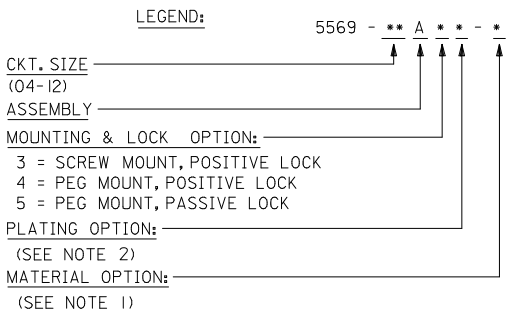 LEGEND:
5569 - ** A * * - *
CKT. SIZE
(04-12)
ASSEMBLY
MOUNTING & LOCK OPTION:
3 = SCREW MOUNT, POSITIVE LOCK
4 = PEG MOUNT, POSITIVE LOCK
5 = PEG MOUNT, PASSIVE LOCK
PLATING OPTION:
(SEE NOTE 2)
MATERIAL OPTION:
(SEE NOTE 1)